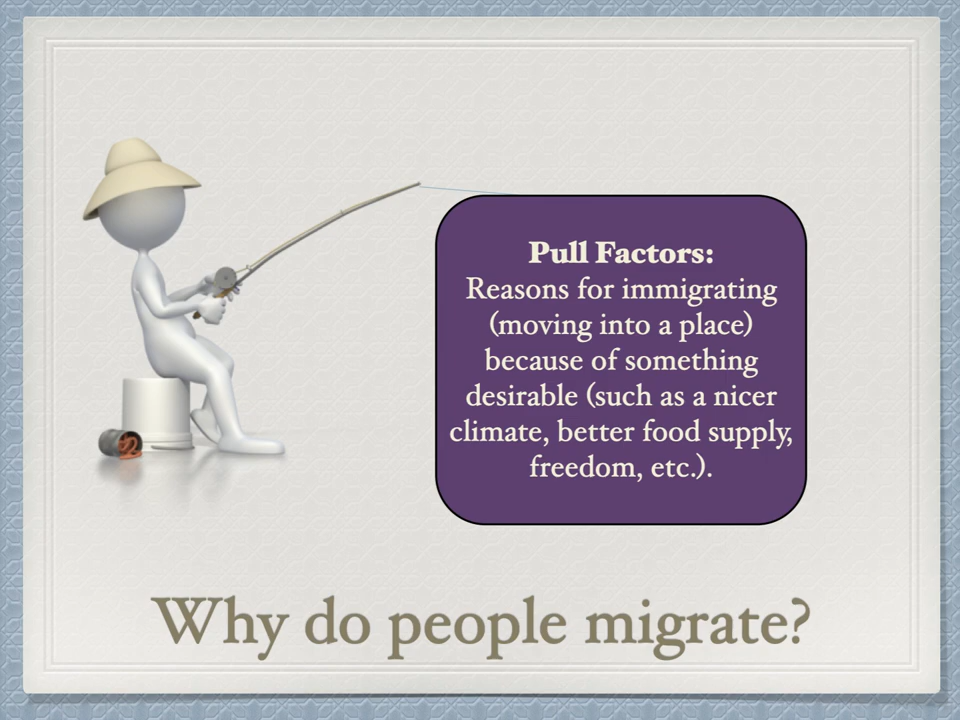 Pull Factors:
Reasons for immigrating
(moving into a place)
because of something
desirable (such as a nicer
climate, better food supply,
freedom, etc.).
Why do people migrate?